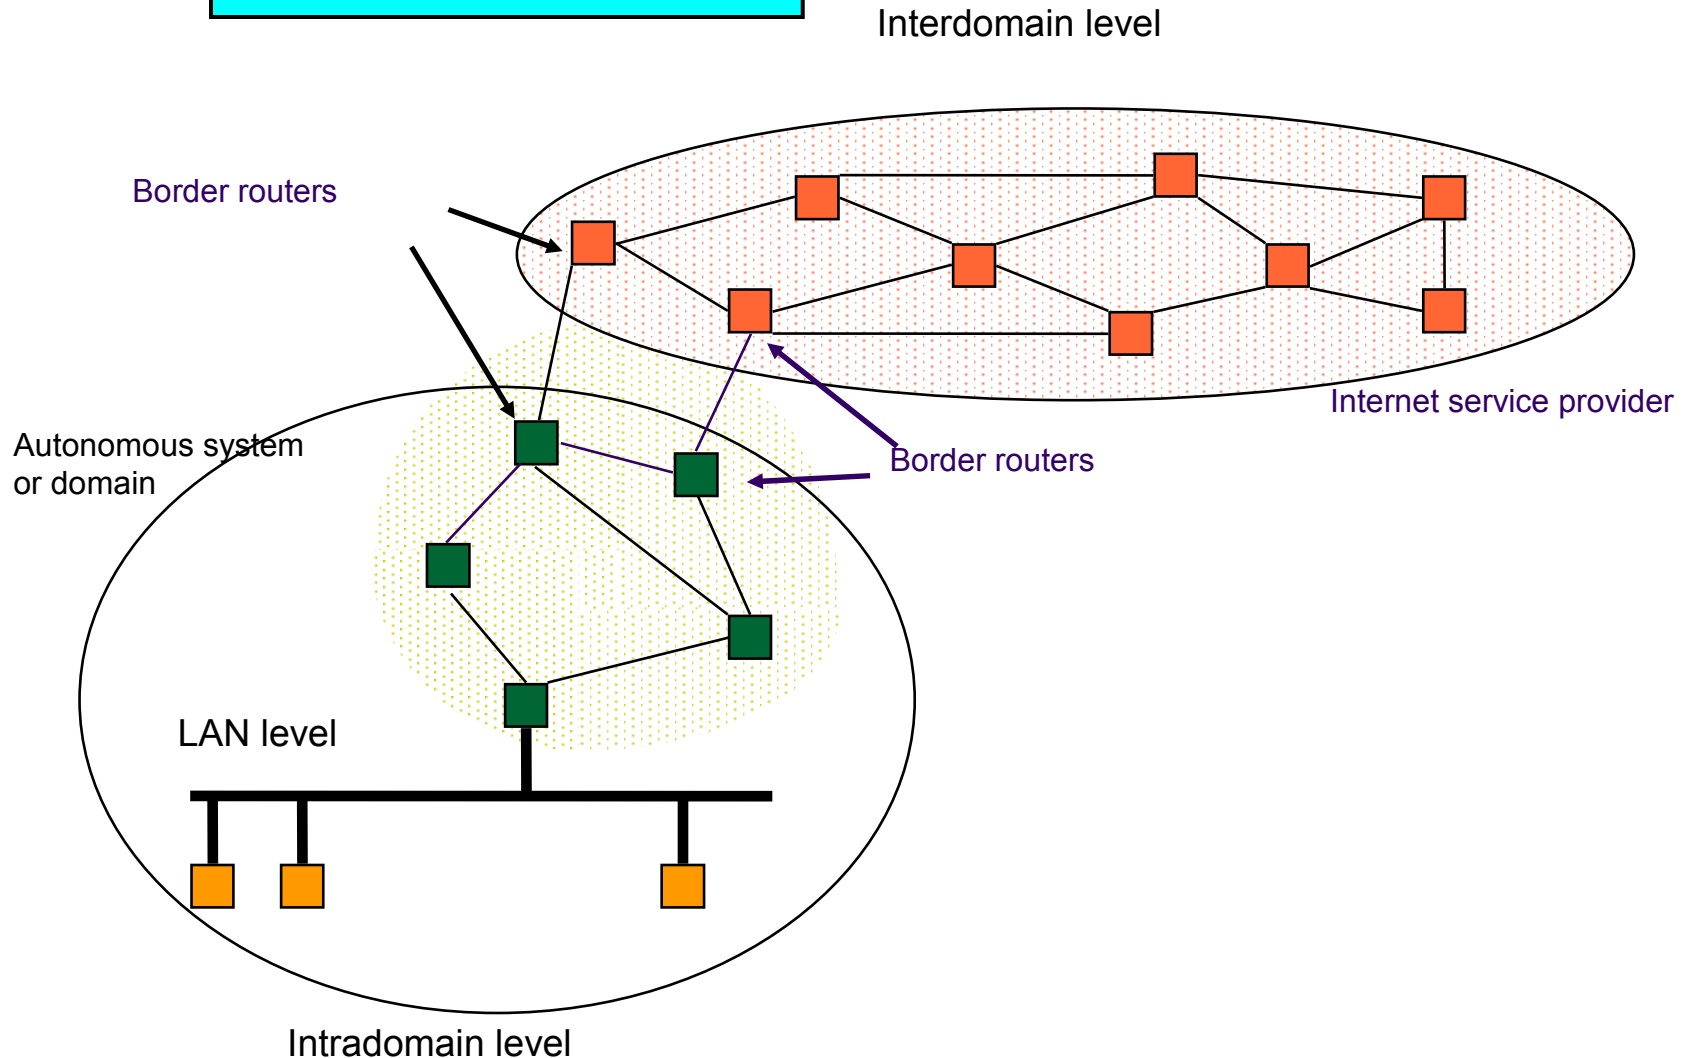 Interdomain level
Border routers
Internet service provider
Autonomous system
or domain
Border routers
LAN level
Intradomain level